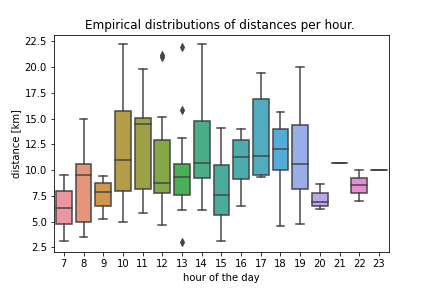 Empirical distributions of distances per hour.
22.5
20.0
17.5
15.0
12.5
10.0
7.5
5.0
2.5
distance [km]
7 8 9 10 11 12 13 14 15 16 17 18 19 20 21 22 23
hour of the day